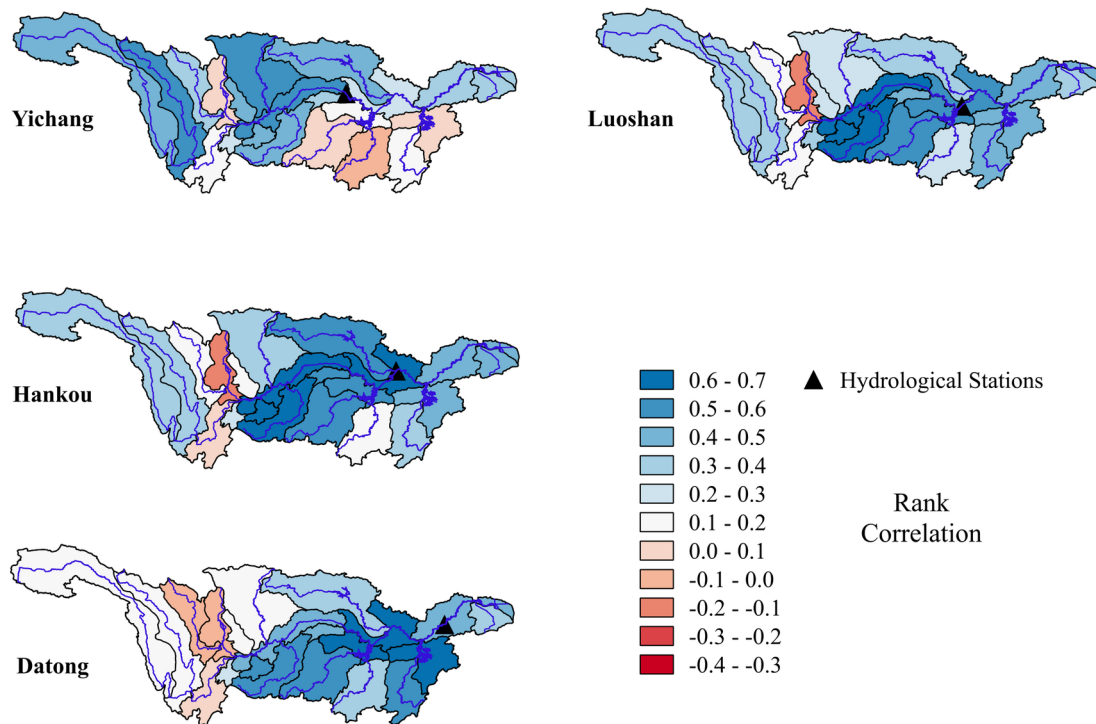 Yichang
Luoshan
Hankou
Datong
0.6 - 0.7
0.5 - 0.6
0.4 - 0.5
0.3 - 0.4
0.2 - 0.3
0.1 - 0.2
0.0 - 0.1
-0.1 - 0.0
-0.2 - -0.1
-0.3 - -0.2
-0.4 - -0.3
Hydrological Stations
Rank
Correlation